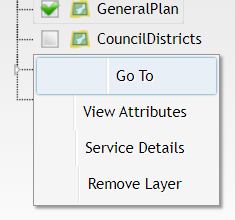 GeneralPlan
CouncilDistricts
Go To
View Attributes
Service Details
Remove Layer